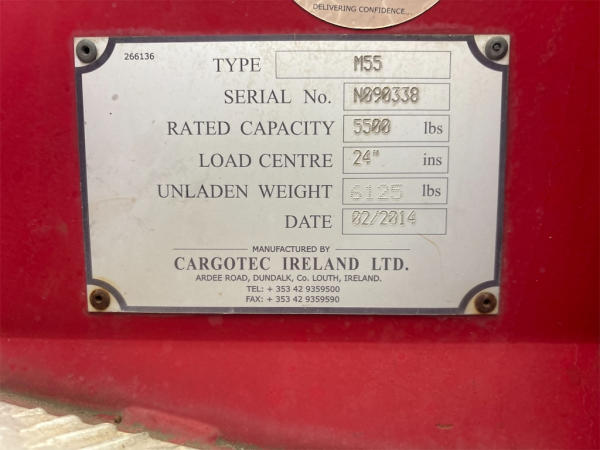 DELIVERING CONFIDENCE...
266136
TYPE M55
SERIAL No. N090338
RATED CAPACITY 5500 lbs
LOAD CENTRE 24" ins
UNLADEN WEIGHT 6125 lbs
DATE 02/2014
MANUFACTURED BY
CARGOTEC IRELAND LTD.
ARDEE ROAD, DUNDALK, Co. LOUTH, IRELAND.
TEL: + 353 42 9359500
FAX: + 353 42 9359590